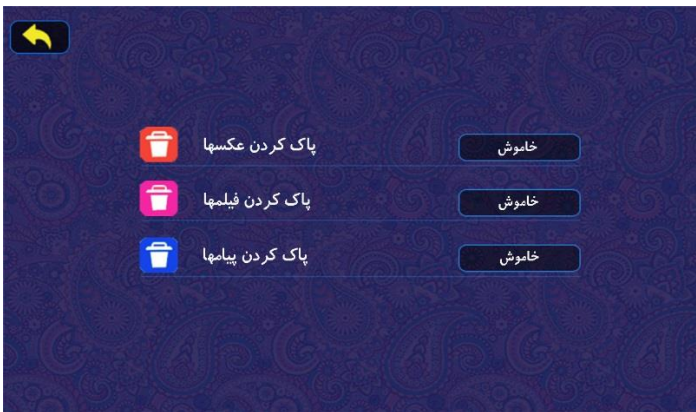 پاک کردن عکسها
خاموش
پاک کردن فیلمها
خاموش
پاک کردن پیامها
خاموش